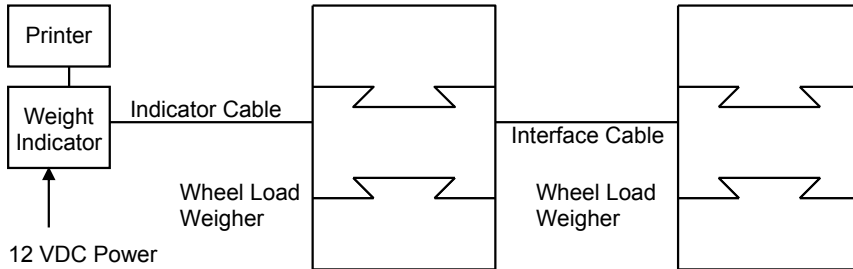 Printer
Weight
Indicator
Indicator Cable
Interface Cable
Wheel Load
Weigher
Wheel Load
Weigher
12 VDC Power